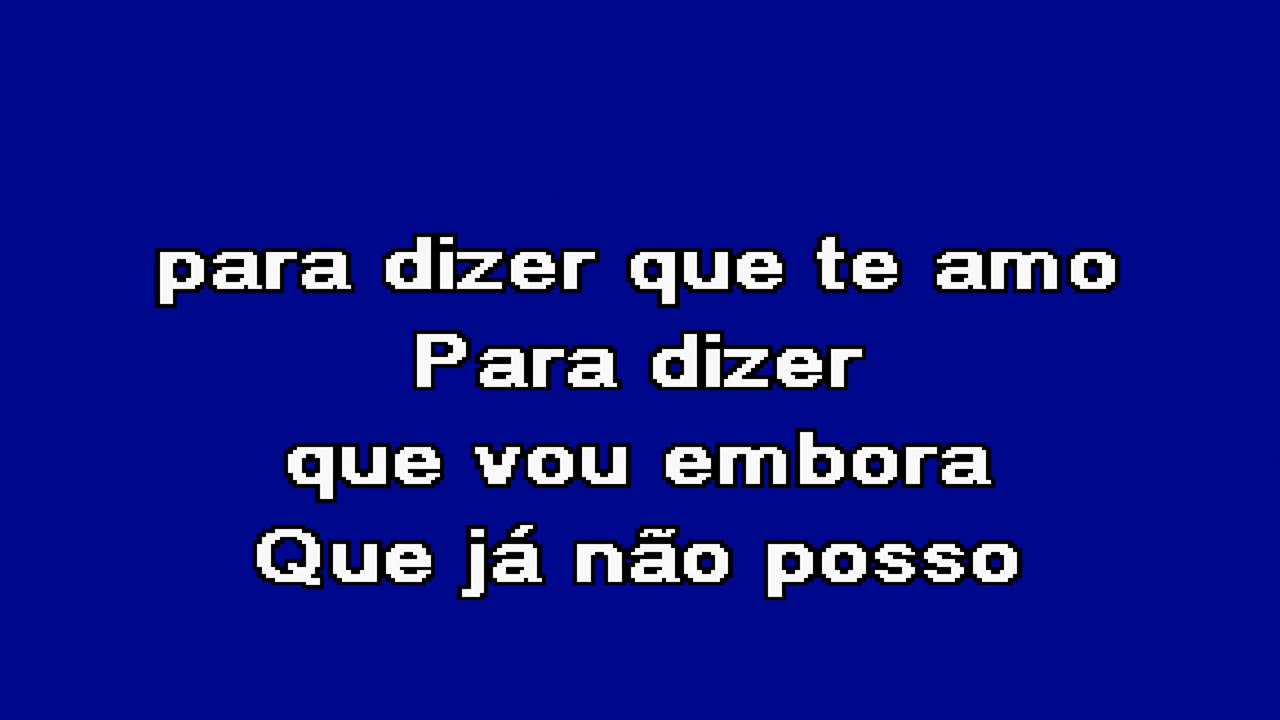 para dizer que te amo
Para dizer
que vou embora
Que já não posso